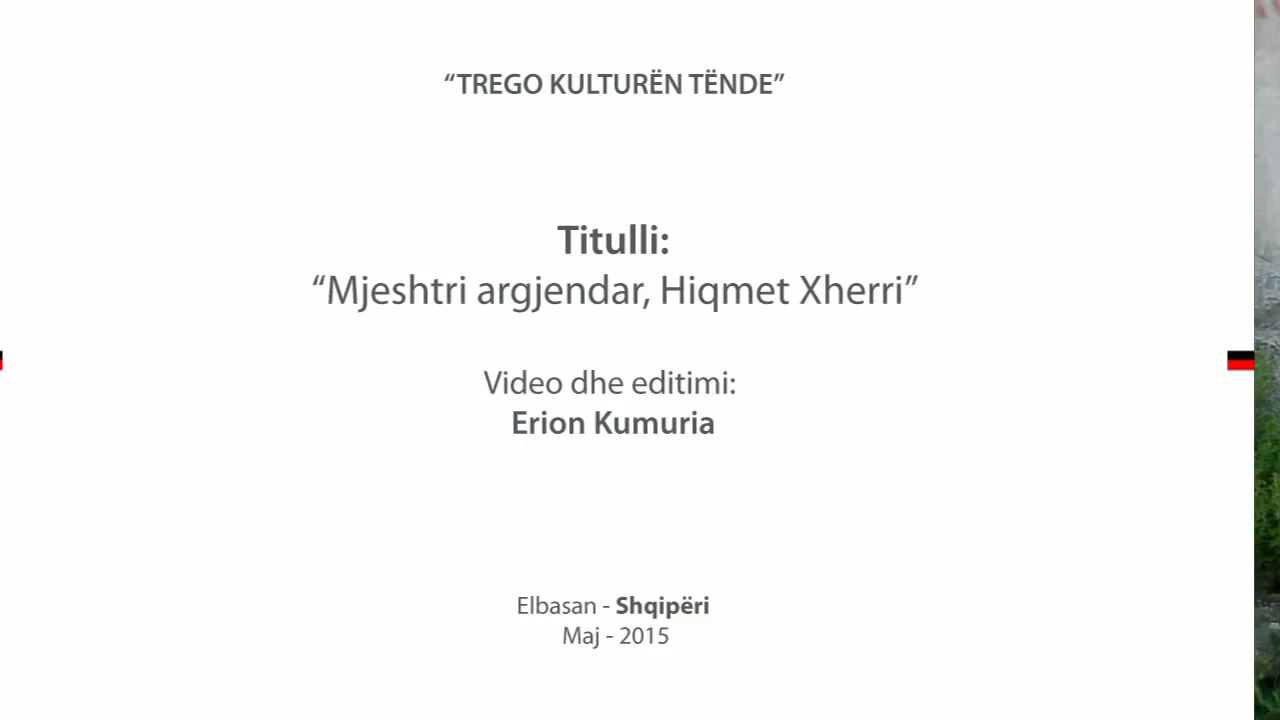 “TREGO KULTURËN TËNDE”
Titulli:
“Mjeshtri argjendar, Hiqmet Xherri”
Video dhe editimi:
Erion Kumuria
Elbasan - Shqipëri
Maj - 2015